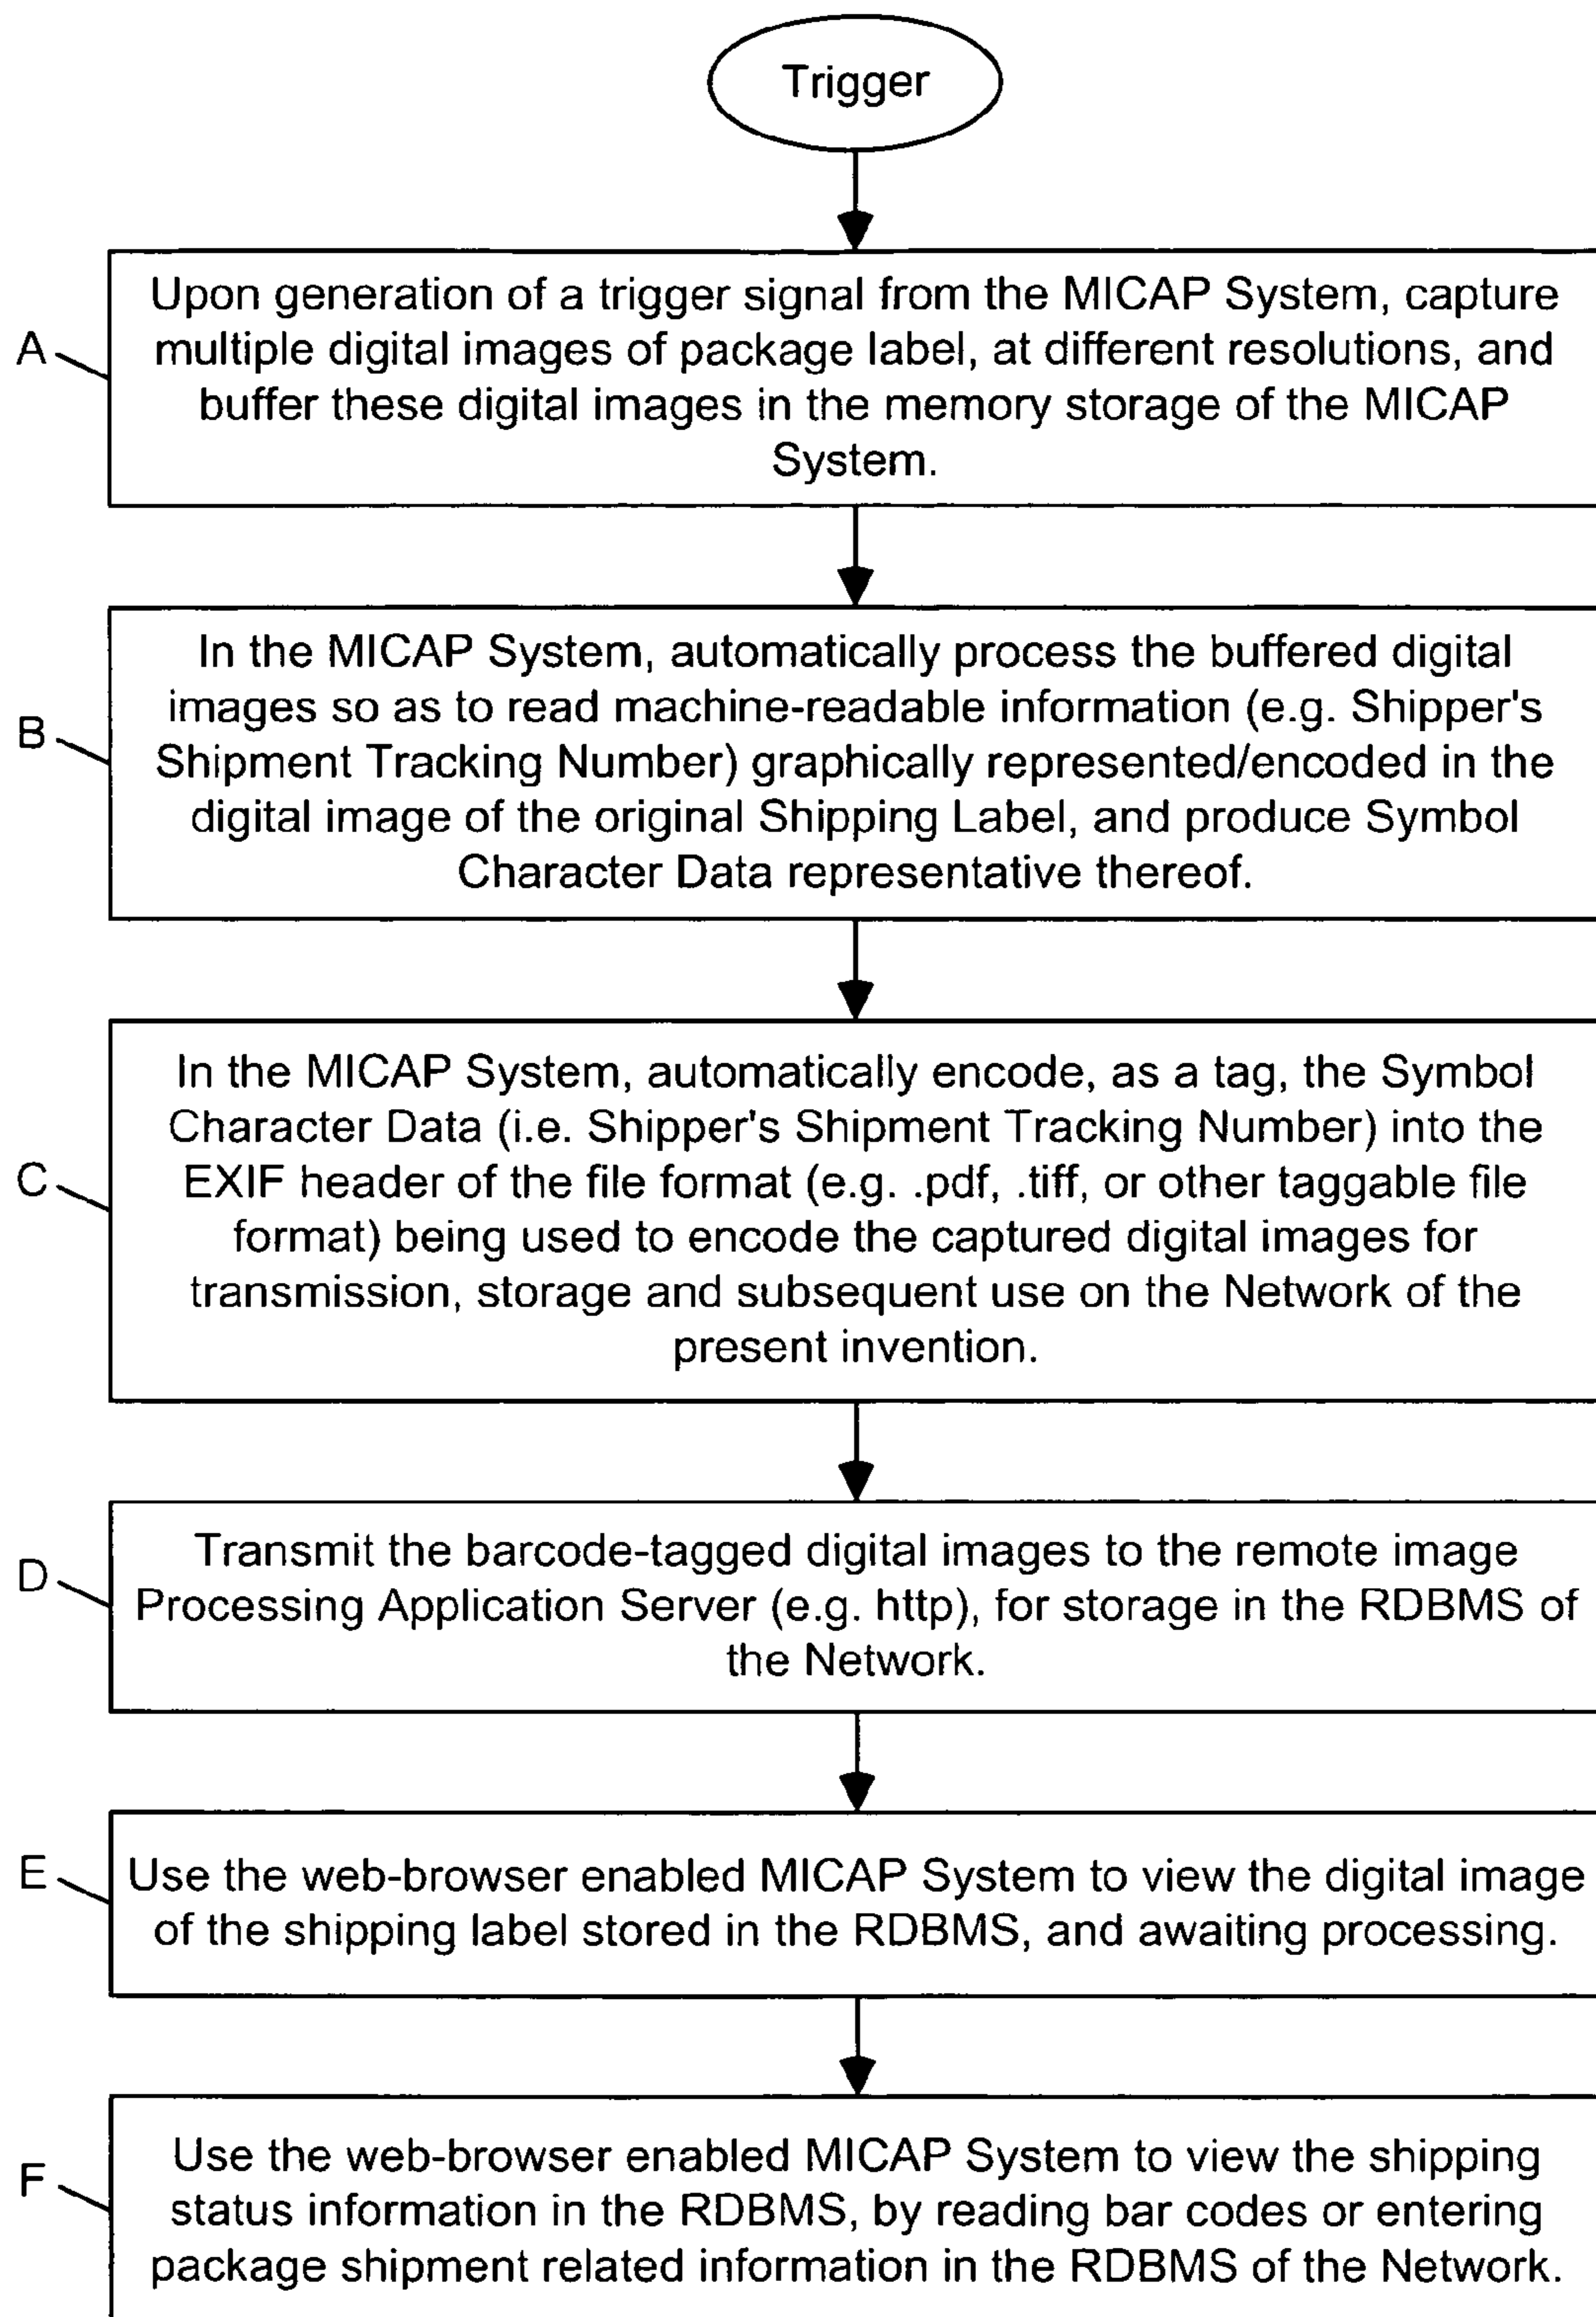 Trigger
A
Upon generation of a trigger signal from the MICAP System, capture
multiple digital images of package label, at different resolutions, and
buffer these digital images in the memory storage of the MICAP
System.
B
In the MICAP System, automatically process the buffered digital
images so as to read machine-readable information (e.g. Shipper's
Shipment Tracking Number) graphically represented/encoded in the
digital image of the original Shipping Label, and produce Symbol
Character Data representative thereof.
C
In the MICAP System, automatically encode, as a tag, the Symbol
Character Data (i.e. Shipper's Shipment Tracking Number) into the
EXIF header of the file format (e.g. .pdf, .tiff, or other taggable file
format) being used to encode the captured digital images for
transmission, storage and subsequent use on the Network of the
present invention.
D
Transmit the barcode-tagged digital images to the remote image
Processing Application Server (e.g. http), for storage in the RDBMS of
the Network.
E
Use the web-browser enabled MICAP System to view the digital image
of the shipping label stored in the RDBMS, and awaiting processing.
F
Use the web-browser enabled MICAP System to view the shipping
status information in the RDBMS, by reading bar codes or entering
package shipment related information in the RDBMS of the Network.